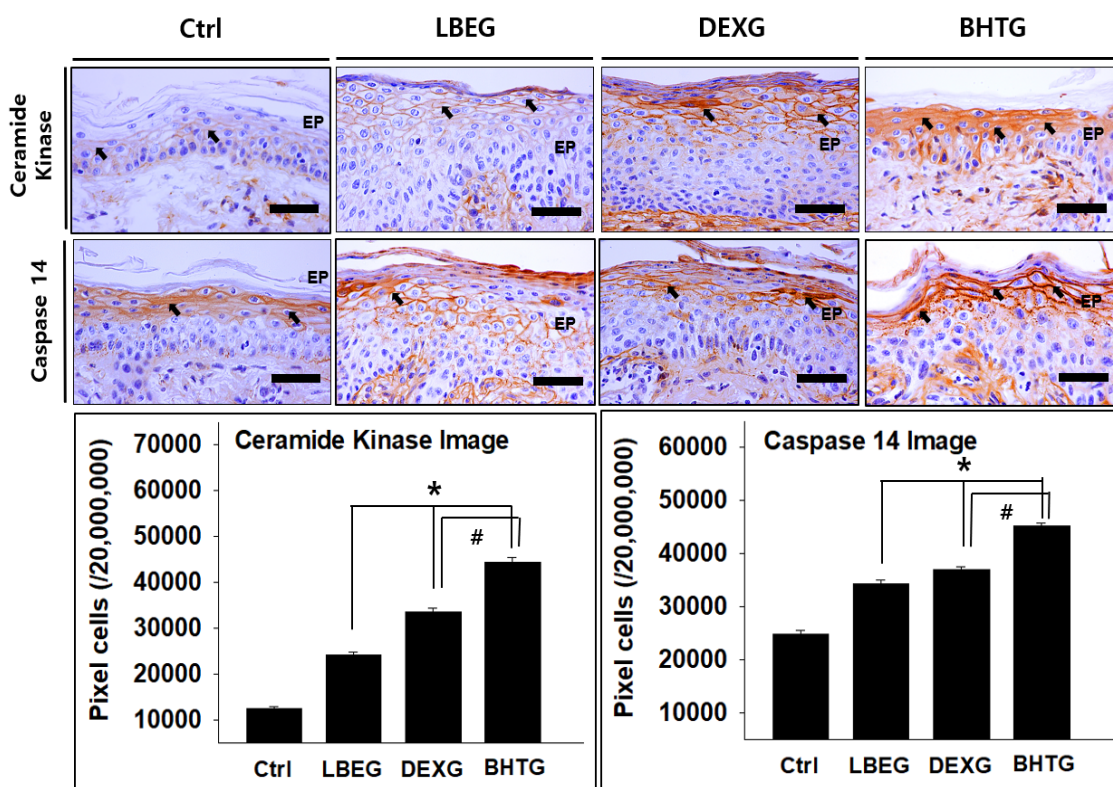 Ctrl LBEG DEXG BHTG
Ceramide
Kinase
EP EP EP EP
Caspase 14
EP EP EP EP
Ceramide Kinase Image
Pixel cells (/20,000,000)
70000
60000
50000
40000
30000
20000
10000
*
#
Ctrl LBEG DEXG BHTG
Caspase 14 Image
Pixel cells (/20,000,000)
60000
50000
40000
30000
20000
10000
*
#
Ctrl LBEG DEXG BHTG